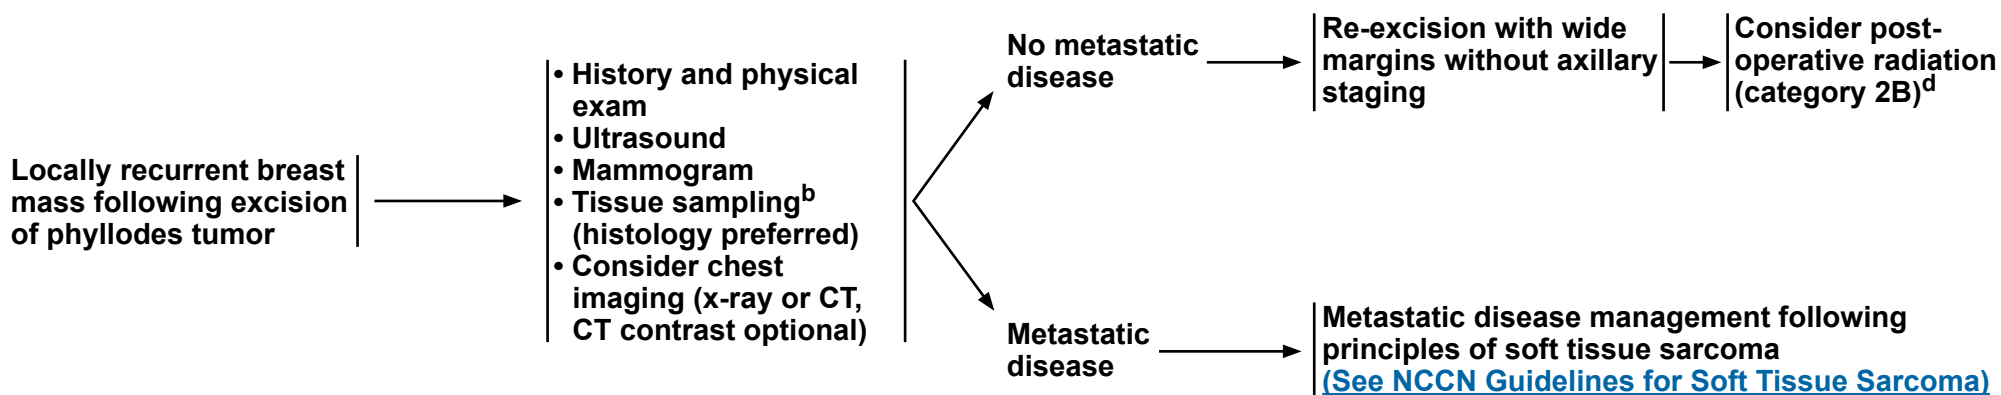 Locally recurrent breast
mass following excision
of phyllodes tumor
• History and physical
exam
• Ultrasound
• Mammogram
• Tissue samplingb
(histology preferred)
• Consider chest
imaging (x-ray or CT,
CT contrast optional)
No metastatic
disease
Re-excision with wide
margins without axillary
staging
Consider post-
operative radiation
(category 2B)d
Metastatic
disease
Metastatic disease management following
principles of soft tissue sarcoma
(See NCCN Guidelines for Soft Tissue Sarcoma)